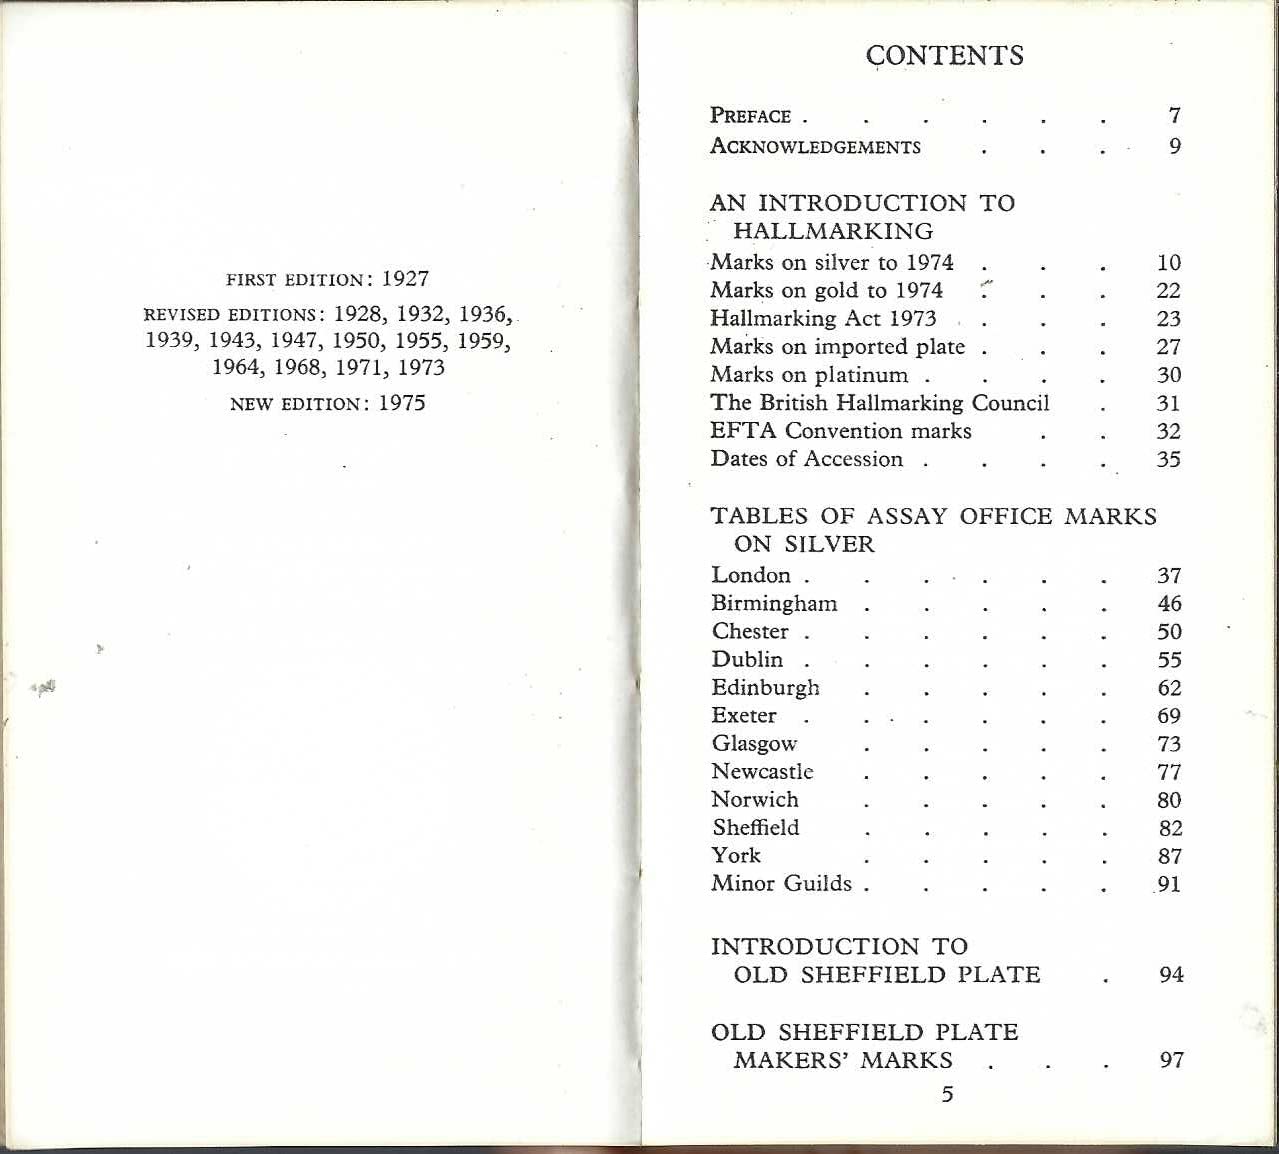 FIRST EDITION: 1927
REVISED EDITIONS: 1928, 1932, 1936,
1939, 1943, 1947, 1950, 1955, 1959,
1964, 1968, 1971, 1973
NEW EDITION: 1975
CONTENTS
PREFACE . . . . . . 7
ACKNOWLEDGEMENTS . . . 9
AN INTRODUCTION TO
HALLMARKING
Marks on silver to 1974 . . . 10
Marks on gold to 1974 . . . 22
Hallmarking Act 1973 . . . 23
Marks on imported plate . . . 27
Marks on platinum . . . . 30
The British Hallmarking Council . 31
EFTA Convention marks . . 32
Dates of Accession . . . . 35
TABLES OF ASSAY OFFICE MARKS
ON SILVER
London . . . . . . 37
Birmingham . . . . . 46
Chester . . . . . . 50
Dublin . . . . . . 55
Edinburgh . . . . . 62
Exeter . . . . . . 69
Glasgow . . . . . 73
Newcastle . . . . . 77
Norwich . . . . . 80
Sheffield . . . . . 82
York . . . . . 87
Minor Guilds . . . . . 91
INTRODUCTION TO
OLD SHEFFIELD PLATE . 94
OLD SHEFFIELD PLATE
MAKERS' MARKS . . . 97
5